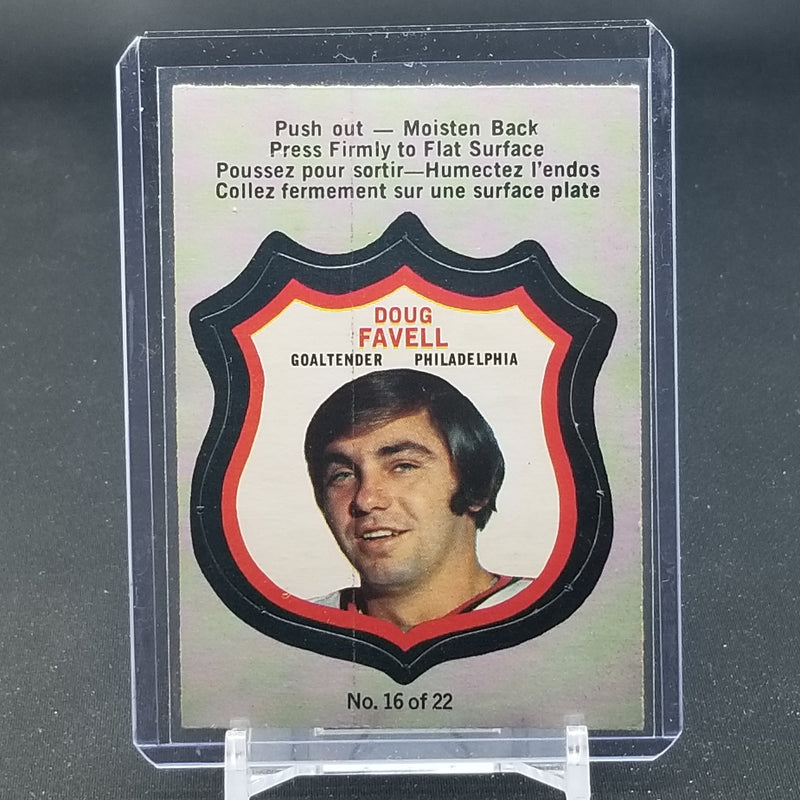 Push out — Moisten Back
Press Firmly to Flat Surface
Poussez pour sortir—Humectez l'endos
Collez fermement sur une surface plate
DOUG
FAVELL
GOALTENDER PHILADELPHIA
No. 16 of 22